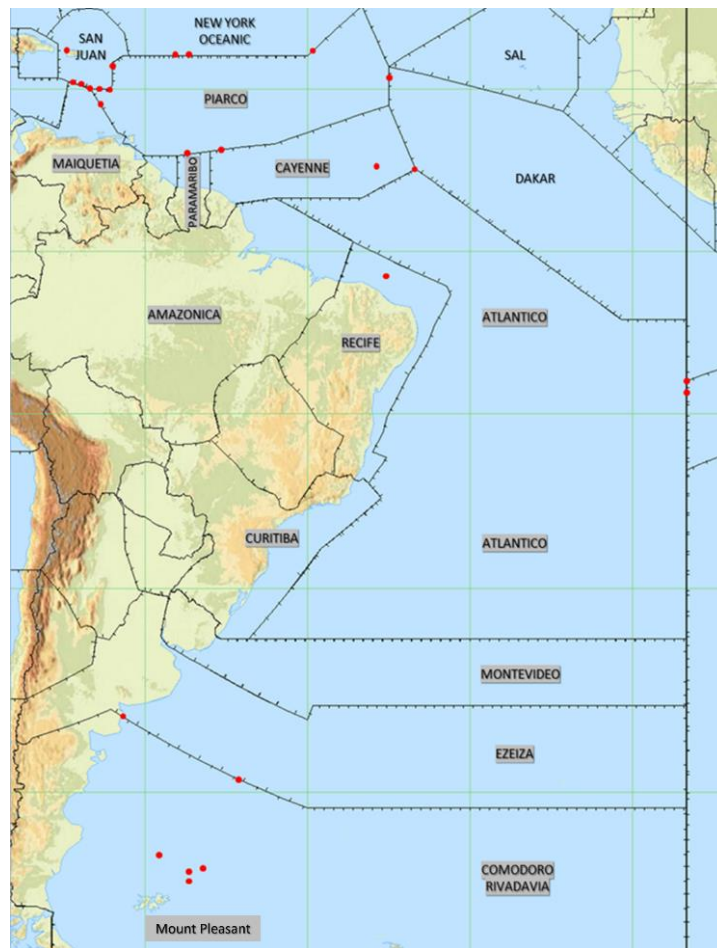 NEW YORK
OCEANIC
SAN
JUAN
SAL
PIARCO
MAIQUETIA
PARAMARIBO
CAYENNE
DAKAR
AMAZONICA
ATLANTICO
RECIFE
CURITIBA
ATLANTICO
MONTEVIDEO
EZEIZA
COMODORO
RIVADAVIA
Mount Pleasant